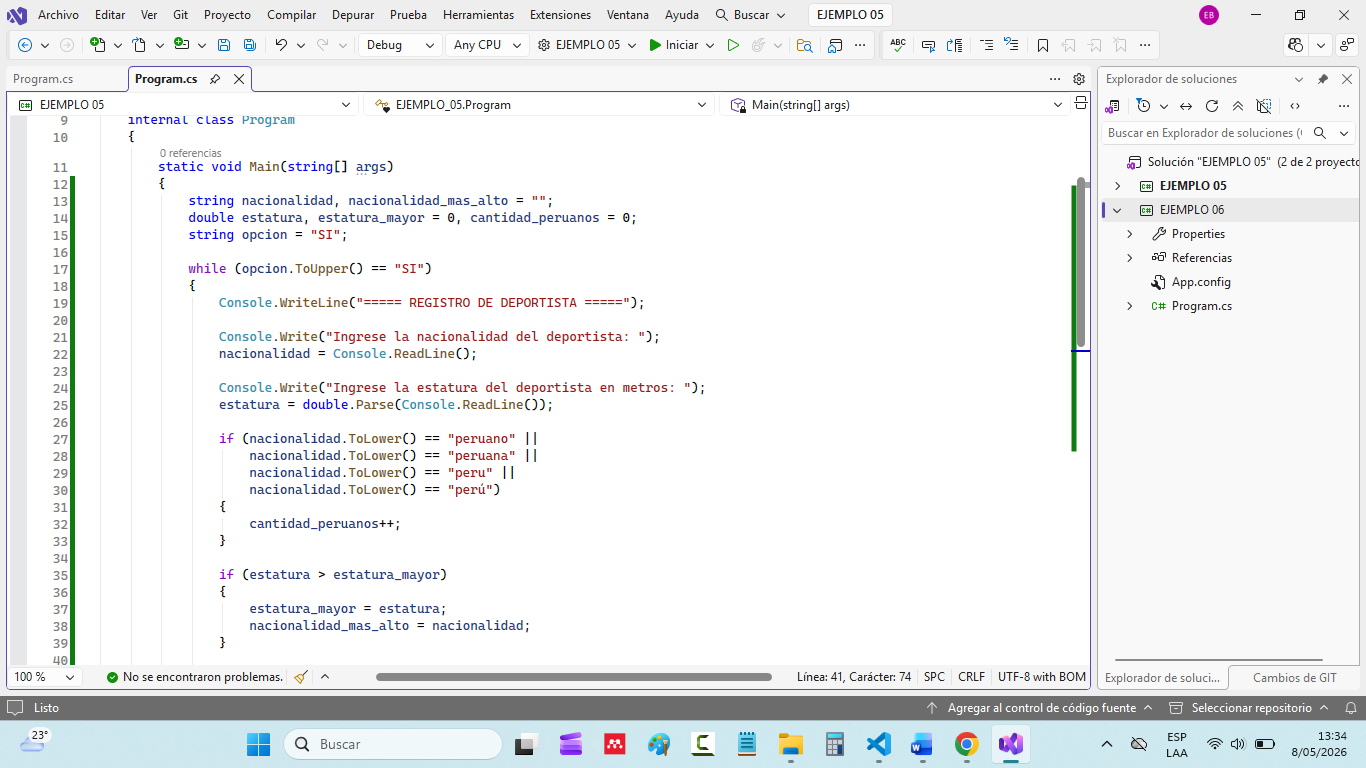 Archivo Editar Ver Git Proyecto Compilar Depurar Prueba Herramientas Extensiones Ventana Ayuda Buscar EJEMPLO 05 EB
Debug Any CPU EJEMPLO 05 Iniciar
Program.cs Program.cs
EJEMPLO 05 EJEMPLO_05.Program Main(string[] args)
9 internal class Program
10 {
0 referencias
11 static void Main(string[] args)
12 {
13 string nacionalidad, nacionalidad_mas_alto = "";
14 double estatura, estatura_mayor = 0, cantidad_peruanos = 0;
15 string opcion = "SI";
16
17 while (opcion.ToUpper() == "SI")
18 {
19 Console.WriteLine("===== REGISTRO DE DEPORTISTA =====");
20
21 Console.Write("Ingrese la nacionalidad del deportista: ");
22 nacionalidad = Console.ReadLine();
23
24 Console.Write("Ingrese la estatura del deportista en metros: ");
25 estatura = double.Parse(Console.ReadLine());
26
27 if (nacionalidad.ToLower() == "peruano" ||
28 nacionalidad.ToLower() == "peruana" ||
29 nacionalidad.ToLower() == "peru" ||
30 nacionalidad.ToLower() == "perú")
31 {
32 cantidad_peruanos++;
33 }
34
35 if (estatura > estatura_mayor)
36 {
37 estatura_mayor = estatura;
38 nacionalidad_mas_alto = nacionalidad;
39 }
40
100 % No se encontraron problemas. Línea: 41, Carácter: 74 SPC CRLF UTF-8 with BOM
Explorador de soluciones
Buscar en Explorador de soluciones (
Solución "EJEMPLO 05" (2 de 2 proyecto
EJEMPLO 05
EJEMPLO 06
Properties
Referencias
App.config
C# Program.cs
Explorador de soluci... Cambios de GIT
Listo Agregar al control de código fuente Seleccionar repositorio
23° Buscar ESP LAA 13:34 8/05/2026